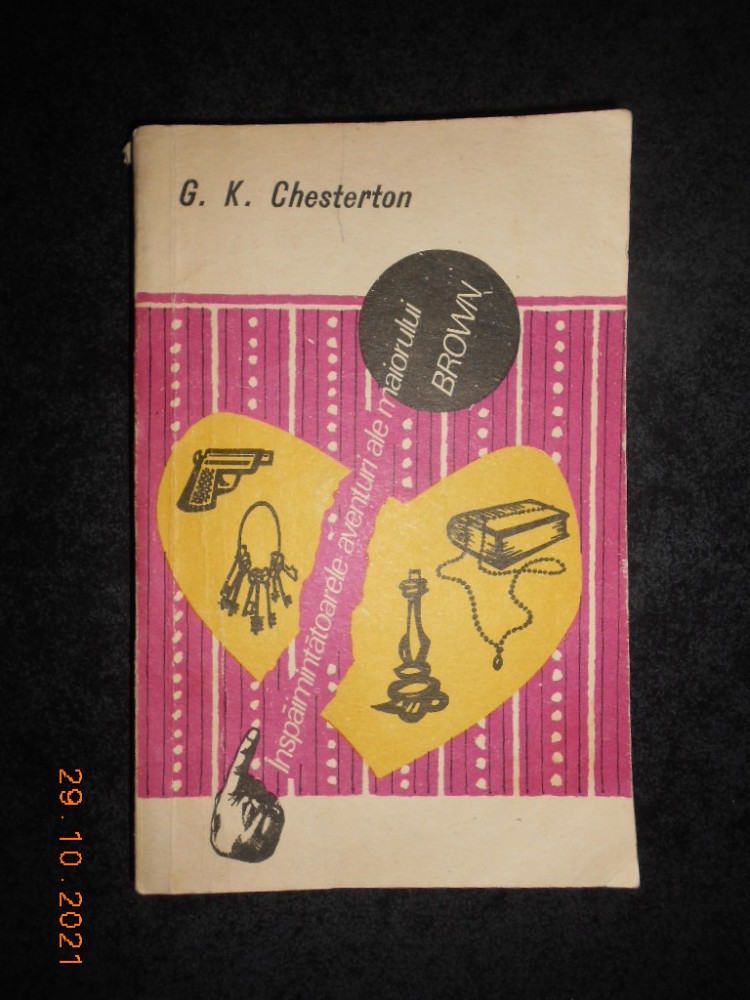 G. K. Chesterton
Înspăimîntătoarele aventuri ale maiorului
BROWN
29.10.2021